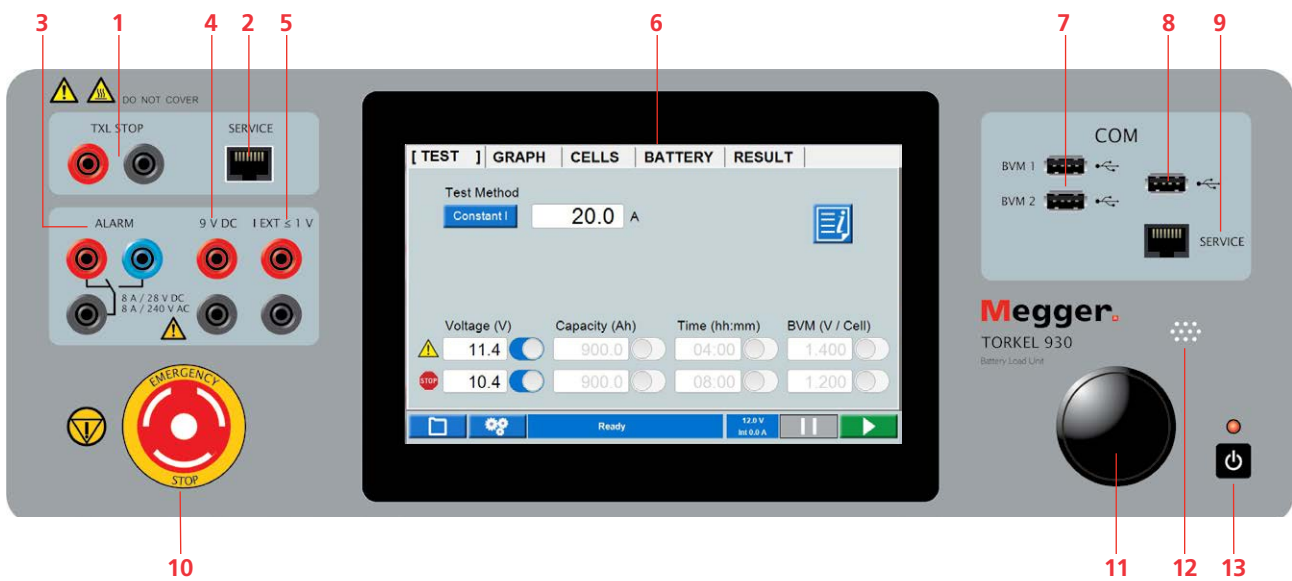 3 1 4 2 5 6 7 8 9
DO NOT COVER
TXL STOP SERVICE
ALARM 9 V DC I EXT ≤ 1 V
8 A / 28 V DC
8 A / 240 V AC
EMERGENCY
STOP
[ TEST ] GRAPH CELLS BATTERY RESULT
Test Method
Constant I 20.0 A
i
Voltage (V) Capacity (Ah) Time (hh:mm) BVM (V / Cell)
11.4 900.0 04:00 1.400
STOP 10.4 900.0 08:00 1.200
Ready 12.0 V
Int 0.0 A
COM
BVM 1
BVM 2
SERVICE
Megger.
TORKEL 930
Battery Load Unit
10 11 12 13